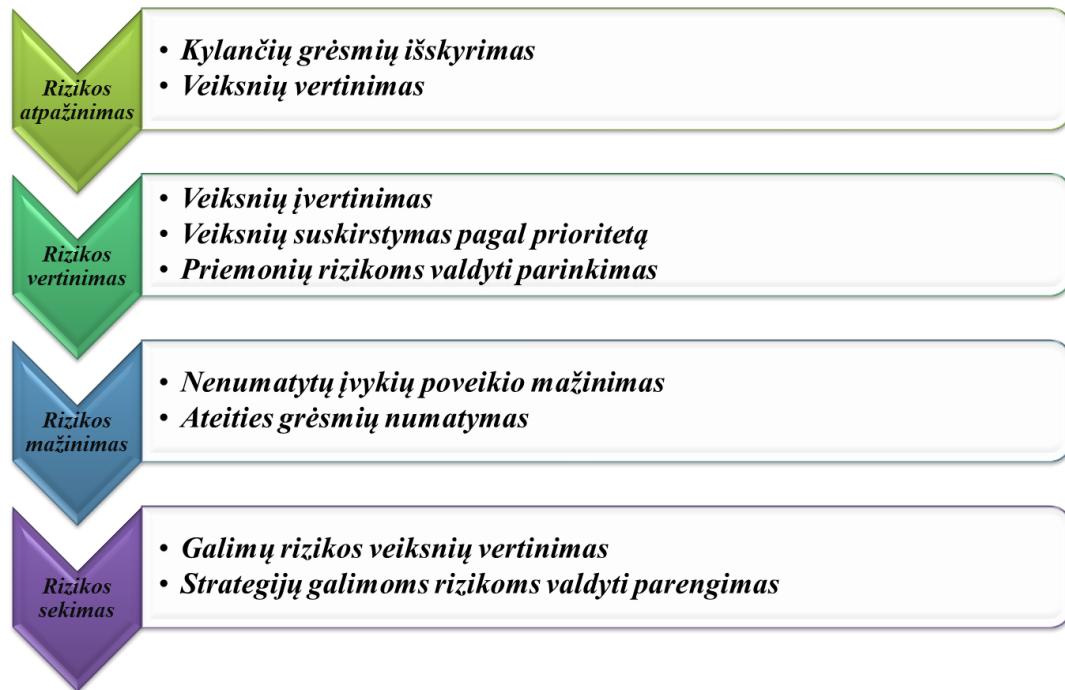 Rizikos
atpažinimas
• Kylančių grėsmių išskyrimas
• Veiksnių vertinimas
Rizikos
vertinimas
• Veiksnių įvertinimas
• Veiksnių suskirstymas pagal prioritetą
• Priemonių rizikoms valdyti parinkimas
Rizikos
mažinimas
• Nenumatytų įvykių poveikio mažinimas
• Ateities grėsmių numatymas
Rizikos
sekimas
• Galimų rizikos veiksnių vertinimas
• Strategijų galimoms rizikoms valdyti parengimas